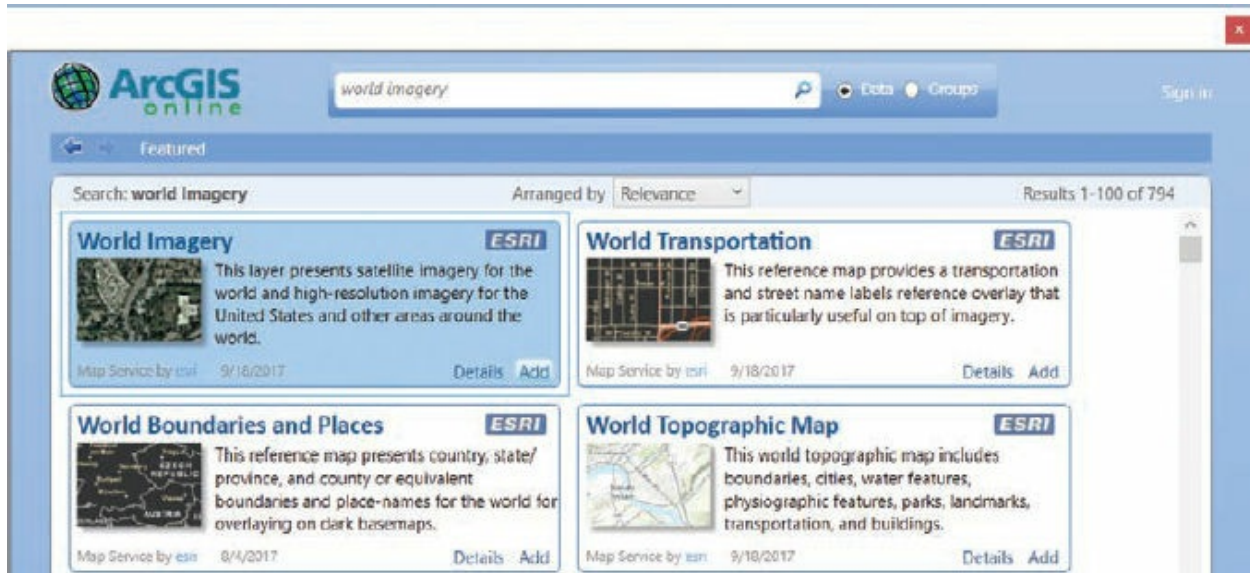 x
ArcGIS
online
world imagery
Data Groups
Sign in
Featured
Search: world Imagery
Arranged by Relevance
Results 1-100 of 794
World Imagery
ESRI
This layer presents satellite imagery for the
world and high-resolution imagery for the
United States and other areas around the
world.
Map Service by esri 9/18/2017
Details Add
World Transportation
ESRI
This reference map provides a transportation
and street name labels reference overlay that
is particularly useful on top of imagery.
Map Service by esri 9/18/2017
Details Add
World Boundaries and Places
ESRI
CZECH
REPUBLIC
AUSTRIA
This reference map presents country, state/
province, and county or equivalent
boundaries and place-names for the world for
overlaying on dark basemaps.
Map Service by esri 8/4/2017
Details Add
World Topographic Map
ESRI
This world topographic map includes
boundaries, cities, water features,
physiographic features, parks, landmarks,
transportation, and buildings.
Map Service by esri 9/18/2017
Details Add